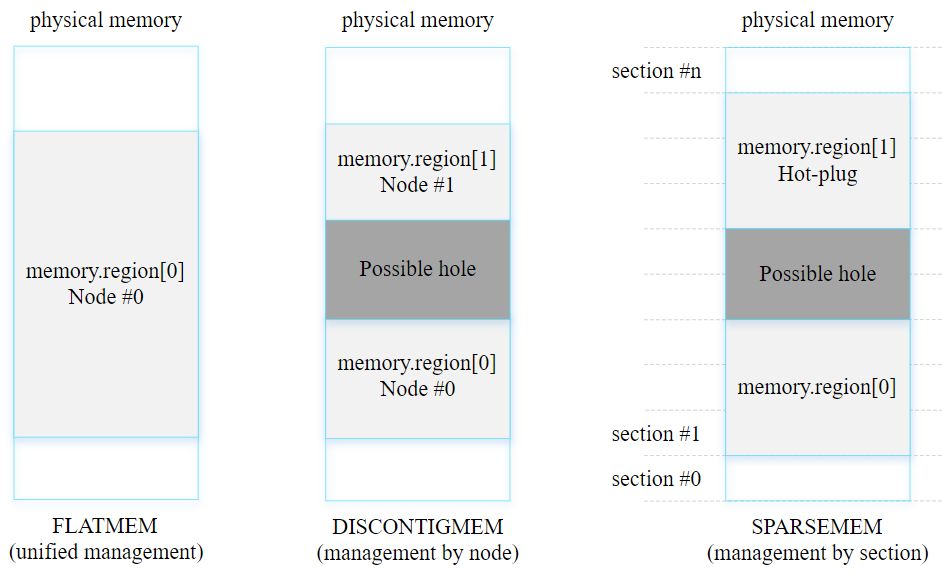 physical memory
memory.region[0]
Node #0
FLATMEM
(unified management)
physical memory
memory.region[1]
Node #1
Possible hole
memory.region[0]
Node #0
DISCONTIGMEM
(management by node)
physical memory
section #n
memory.region[1]
Hot-plug
Possible hole
memory.region[0]
section #1
section #0
SPARSEMEM
(management by section)